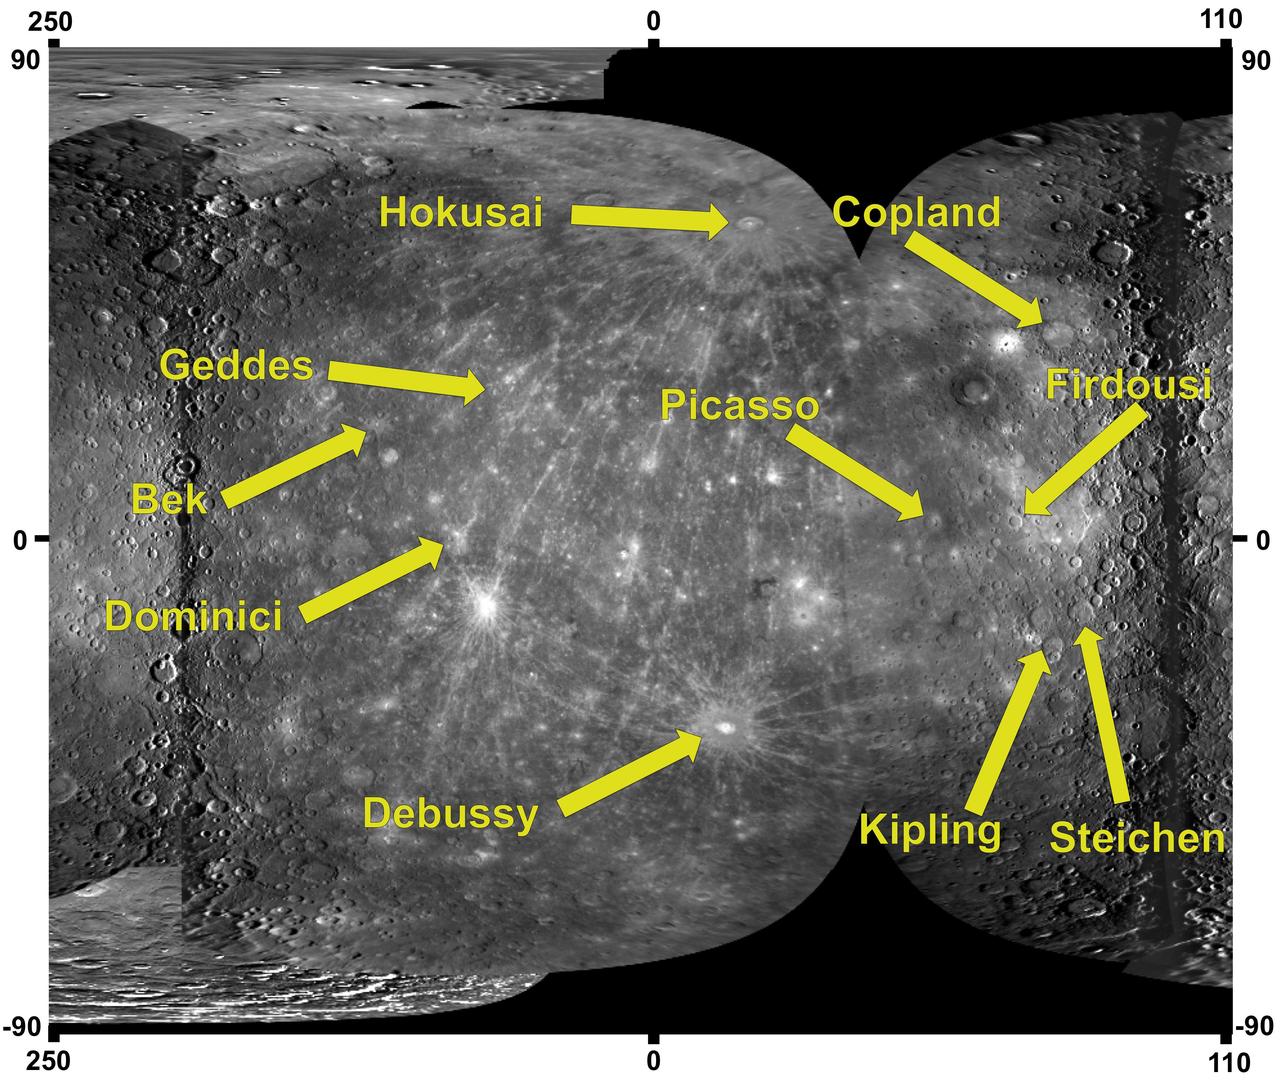 250 0 110
90 90
Hokusai Copland
Geddes Firdousi
Picasso
Bek
0 0
Dominici
Debussy Kipling Steichen
-90 -90
250 0 110